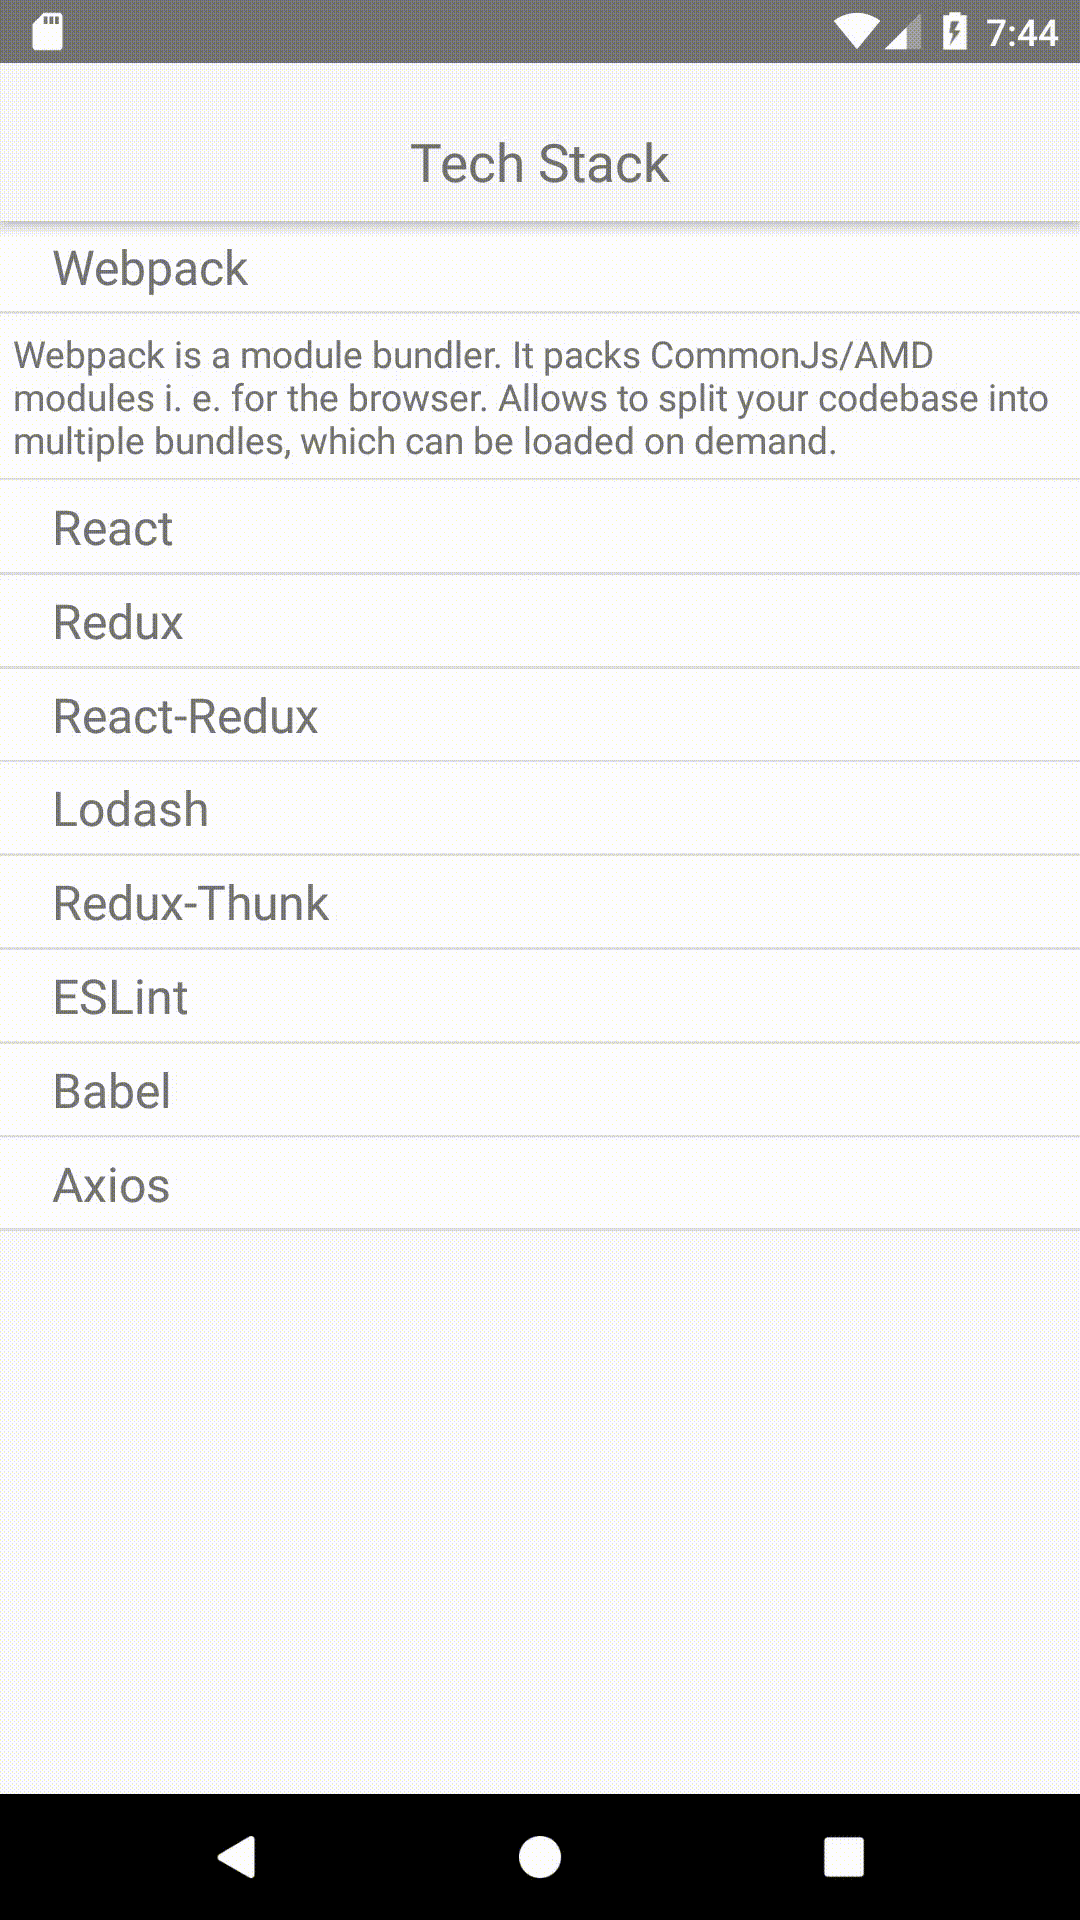 7:44
Tech Stack
Webpack
Webpack is a module bundler. It packs CommonJs/AMD
modules i. e. for the browser. Allows to split your codebase into
multiple bundles, which can be loaded on demand.
React
Redux
React-Redux
Lodash
Redux-Thunk
ESLint
Babel
Axios